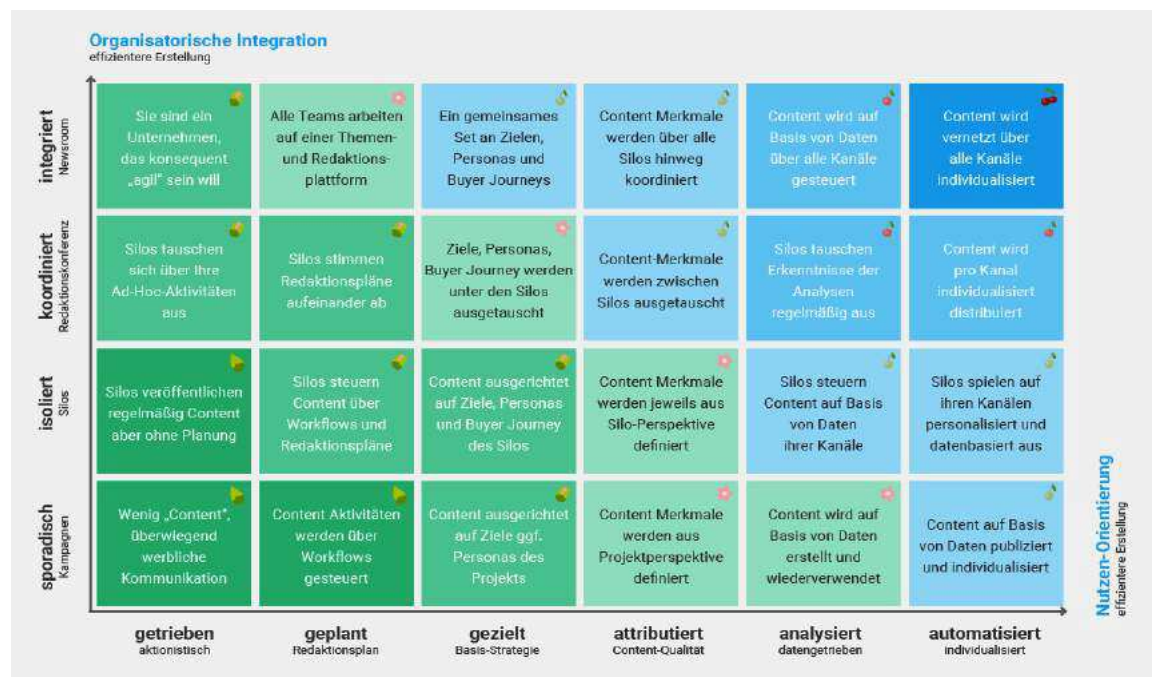 Organisatorische Integration
effizientere Erstellung
integriert
Newsroom
Sie sind ein
Unternehmen,
das konsequent
„agil“ sein will
Alle Teams arbeiten
auf einer Themen-
und Redaktions-
plattform
Ein gemeinsames
Set an Zielen,
Personas und
Buyer Journeys
Content Merkmale
werden über alle
Silos hinweg
koordiniert
Content wird auf
Basis von Daten
über alle Kanäle
gesteuert
Content wird
vernetzt über
alle Kanäle
individualisiert
koordiniert
Redaktionskonferenz
Silos tauschen
sich über Ihre
Ad-Hoc-Aktivitäten
aus
Silos stimmen
Redaktionspläne
aufeinander ab
Ziele, Personas,
Buyer Journey werden
unter den Silos
ausgetauscht
Content-Merkmale
werden zwischen
Silos ausgetauscht
Silos tauschen
Erkenntnisse der
Analysen
regelmäßig aus
Content wird
pro Kanal
individualisiert
distribuiert
isoliert
Silos
Silos veröffentlichen
regelmäßig Content
aber ohne Planung
Silos steuern
Content über
Workflows und
Redaktionspläne
Content ausgerichtet
auf Ziele, Personas
und Buyer Journey
des Silos
Content Merkmale
werden jeweils aus
Silo-Perspektive
definiert
Silos steuern
Content auf Basis
von Daten
ihrer Kanäle
Silos spielen auf
ihren Kanälen
personalisiert und
datenbasiert aus
sporadisch
Kampagnen
Wenig „Content“,
überwiegend
werbliche
Kommunikation
Content Aktivitäten
werden über
Workflows
gesteuert
Content ausgerichtet
auf Ziele ggf.
Personas des
Projekts
Content Merkmale
werden aus
Projektperspektive
definiert
Content wird auf
Basis von Daten
erstellt und
wiederverwendet
Content auf Basis
von Daten publiziert
und individualisiert
Nutzen-Orientierung
effizientere Erstellung
getrieben
aktionistisch
geplant
Redaktionsplan
gezielt
Basis-Strategie
attributiert
Content-Qualität
analysiert
datengetrieben
automatisiert
individualisiert